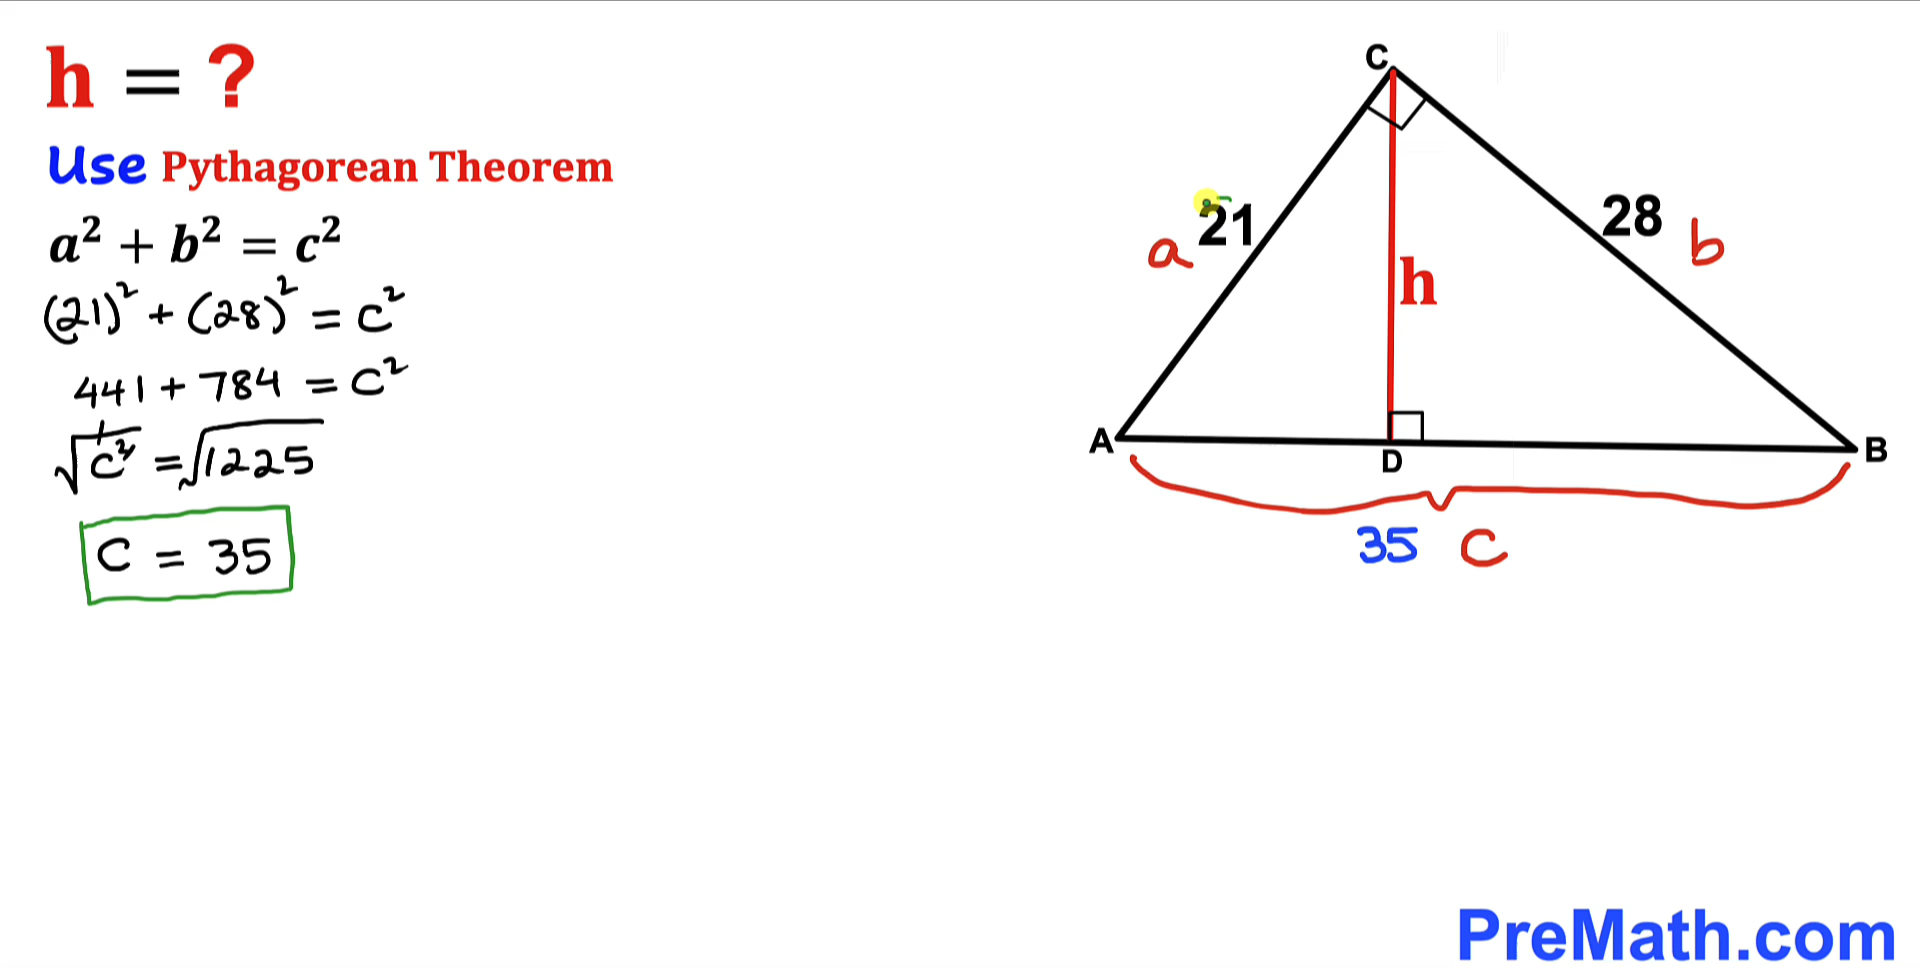 h = ?
Use Pythagorean Theorem
a² + b² = c²
(21)² + (28)² = c²
441 + 784 = c²
√c² = √1225
C = 35
C
21
a
28
b
h
A
D
B
35 C
PreMath.com